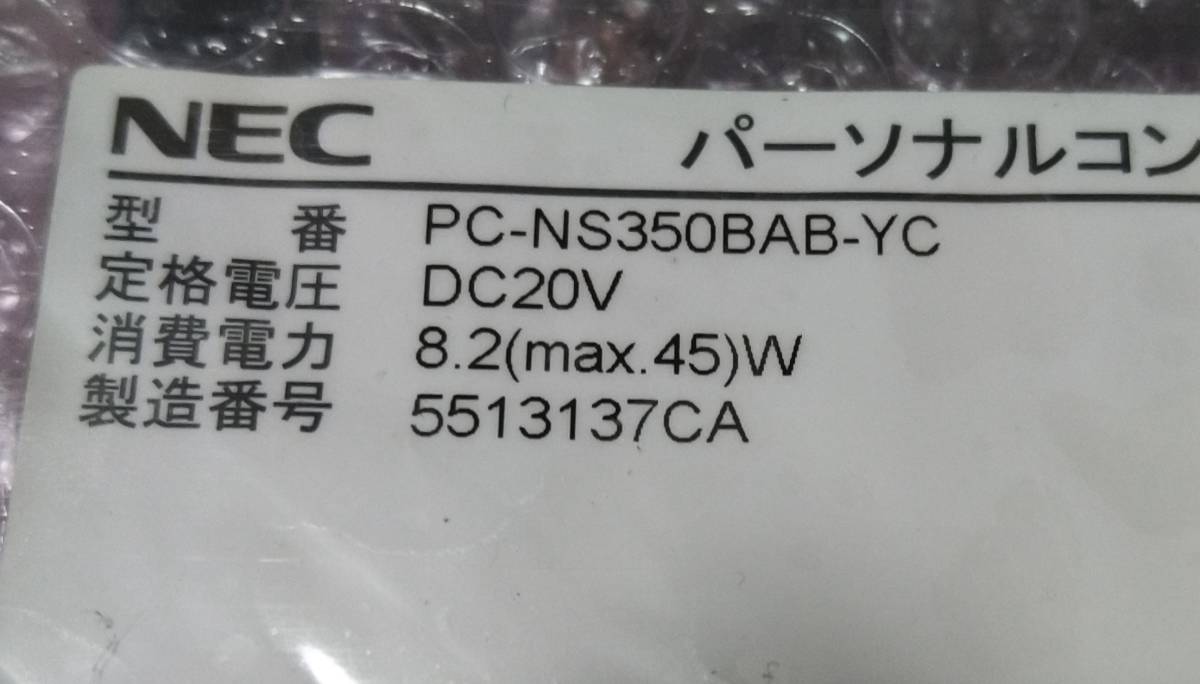 NEC パーソナルコン
型番 PC-NS350BAB-YC
定格電圧 DC20V
消費電力 8.2(max.45)W
製造番号 5513137CA